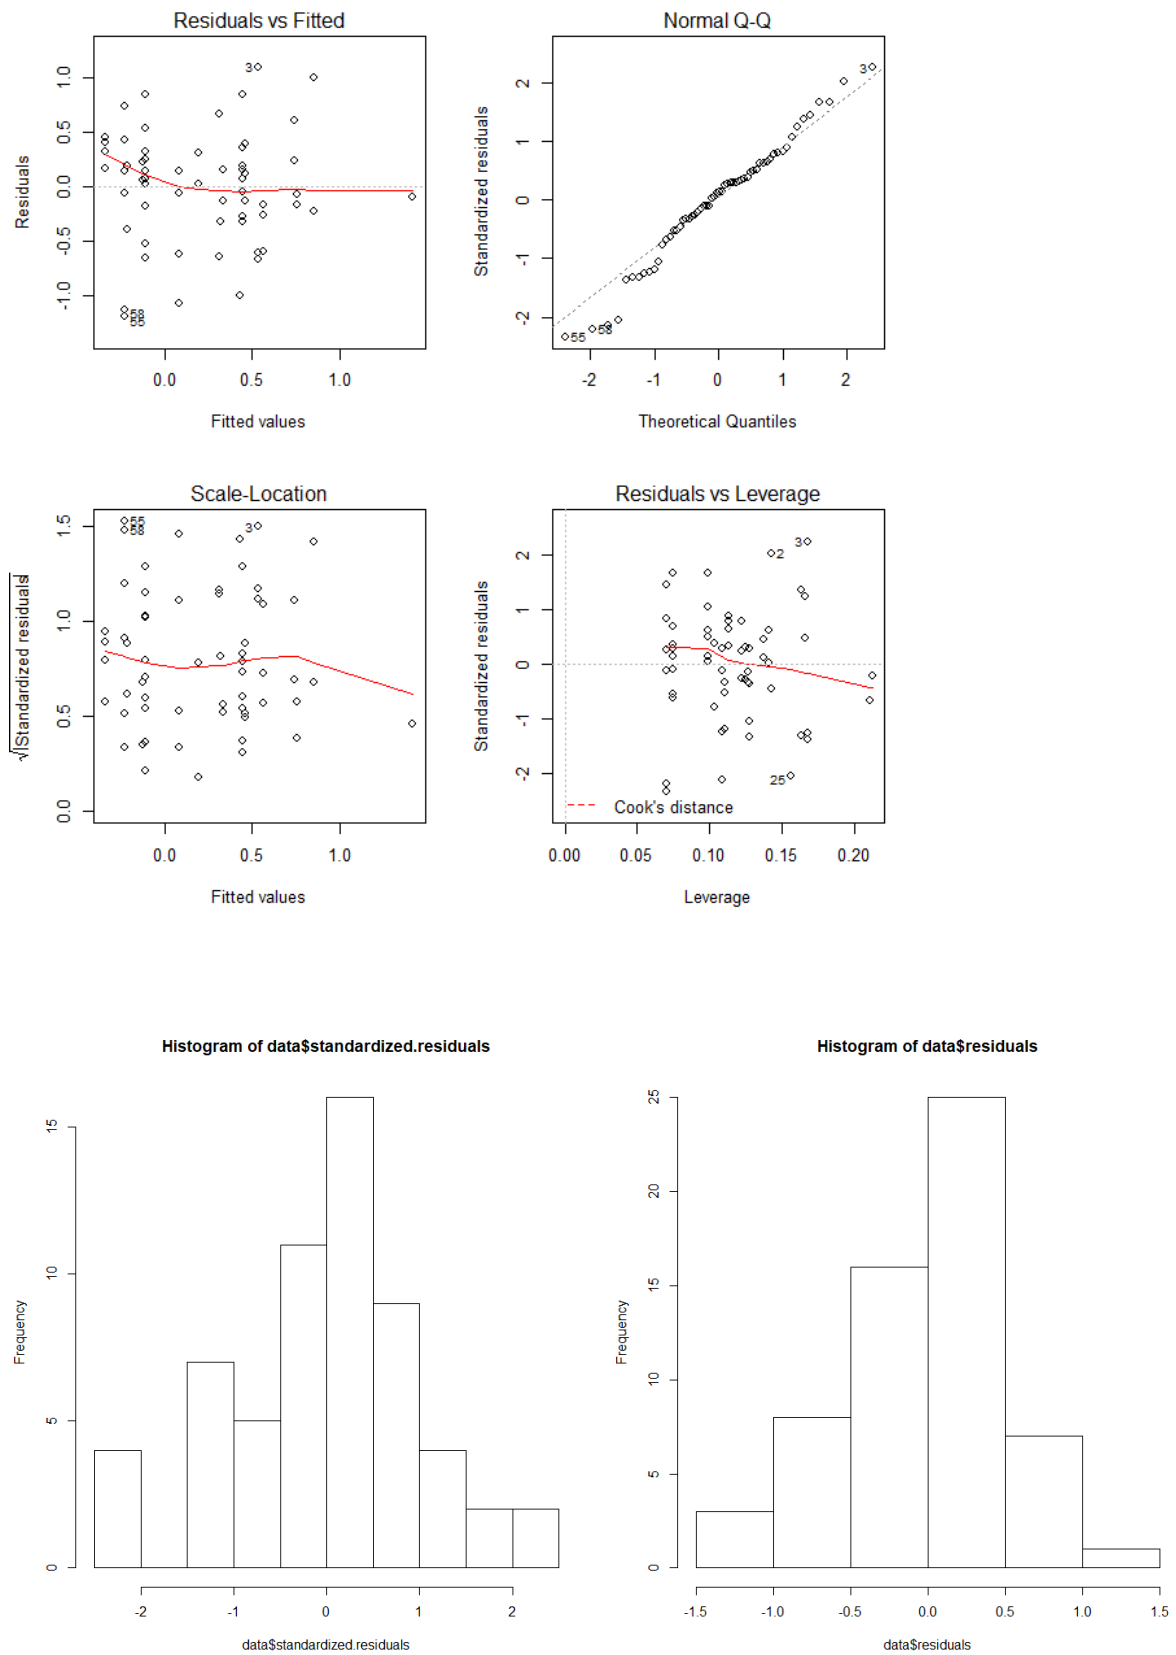 Residuals vs Fitted
Normal Q-Q
Residuals
1.0
0.5
0.0
-0.5
-1.0
3
58
55
0.0 0.5 1.0
Fitted values
Standardized residuals
2
1
0
-1
-2
3
58
55
-2 -1 0 1 2
Theoretical Quantiles
Scale-Location
Residuals vs Leverage
√|Standardized residuals|
1.5
1.0
0.5
0.0
55
58
3
0.0 0.5 1.0
Fitted values
Standardized residuals
2
1
0
-1
-2
3
2
25
Cook's distance
0.00 0.05 0.10 0.15 0.20
Leverage
Histogram of data$standardized.residuals
Frequency
15
10
5
0
-2 -1 0 1 2
data$standardized.residuals
Histogram of data$residuals
Frequency
25
20
15
10
5
0
-1.5 -1.0 -0.5 0.0 0.5 1.0 1.5
data$residuals